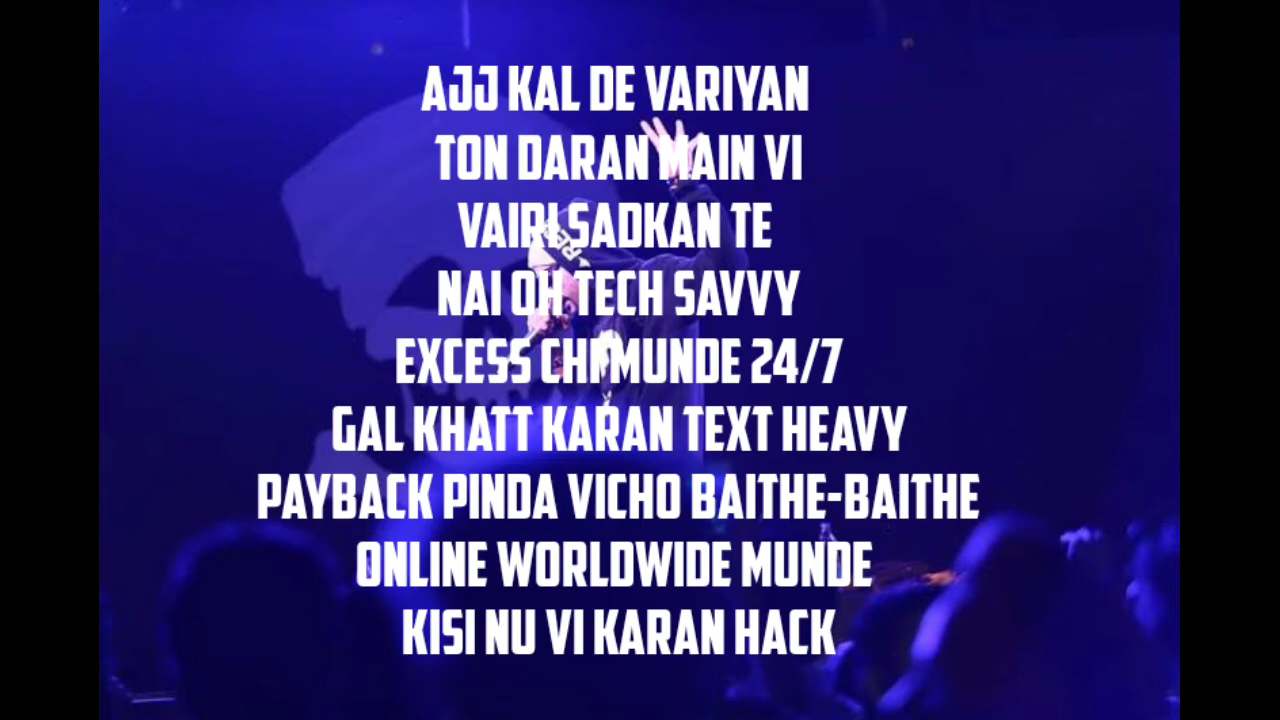 AJJ KAL DE VARIYAN
TON DARAN MAIN VI
VAIRI SADKAN TE
NAI OH TECH SAVVY
EXCESS CHI MUNDE 24/7
GAL KHATT KARAN TEXT HEAVY
PAYBACK PINDA VICHO BAITHE-BAITHE
ONLINE WORLDWIDE MUNDE
KISI NU VI KARAN HACK